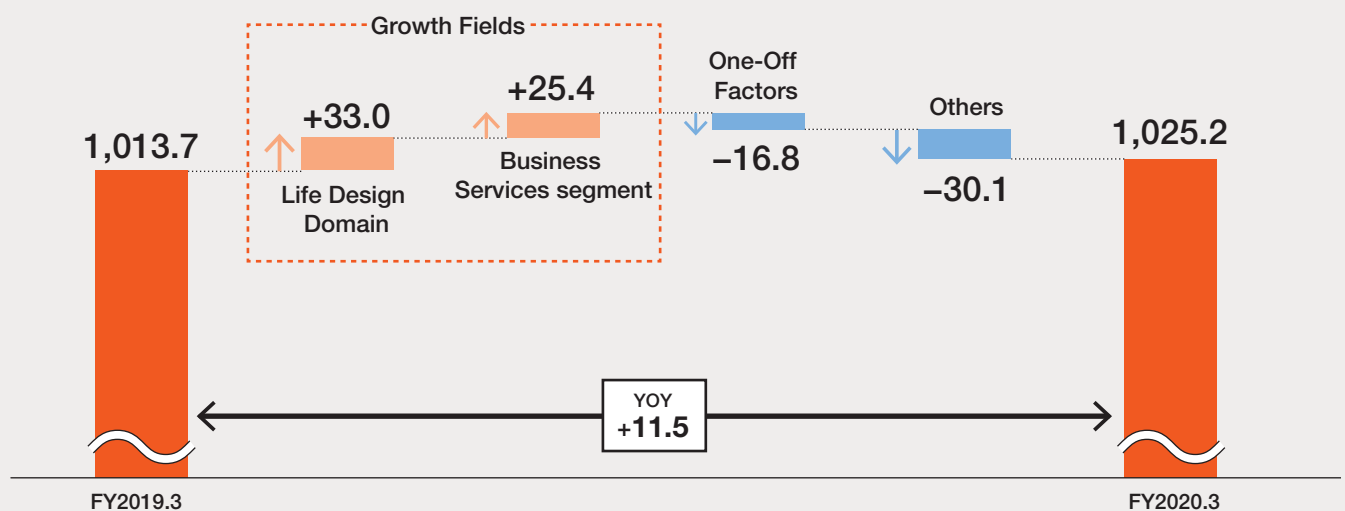 Growth Fields
1,013.7
+33.0
Life Design
Domain
+25.4
Business
Services segment
One-Off
Factors
−16.8
Others
−30.1
1,025.2
YOY
+11.5
FY2019.3
FY2020.3